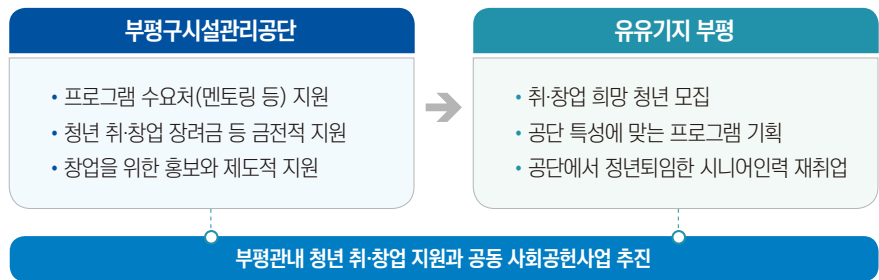 부평구시설관리공단
• 프로그램 수요처(멘토링 등) 지원
• 청년 취·창업 장려금 등 금전적 지원
• 창업을 위한 홍보와 제도적 지원
유유기지 부평
• 취·창업 희망 청년 모집
• 공단 특성에 맞는 프로그램 기획
• 공단에서 정년퇴임한 시니어인력 재취업
부평관내 청년 취·창업 지원과 공동 사회공헌사업 추진